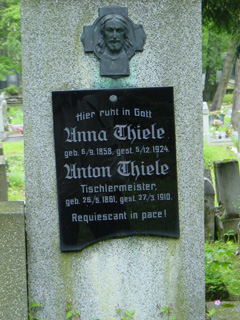 Hier ruht in Gott
Anna Thiele
geb. 6/9. 1858, gest. 5/12. 1924.
Anton Thiele
Tischlermeister,
geb. 26/5. 1861, gest. 27/3. 1910.
Requiescant in pace!